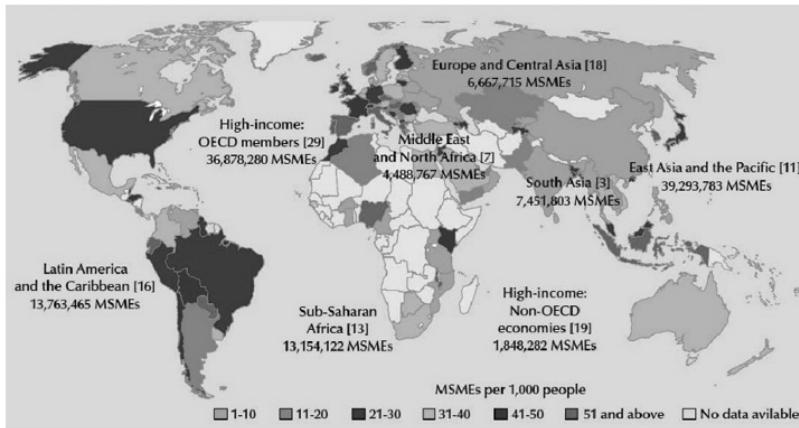 Europe and Central Asia [18]
6,667,715 MSMEs
High-income:
OECD members [29]
36,878,280 MSMEs
Middle East
and North Africa [7]
4,488,767 MSMEs
South Asia [3]
7,451,803 MSMEs
East Asia and the Pacific [11]
39,293,783 MSMEs
Latin America
and the Caribbean [16]
13,763,465 MSMEs
Sub-Saharan
Africa [13]
13,154,122 MSMEs
High-income:
Non-OECD
economies [19]
1,848,282 MSMEs
MSMEs per 1,000 people
1-10 11-20 21-30 31-40 41-50 51 and above No data avilable